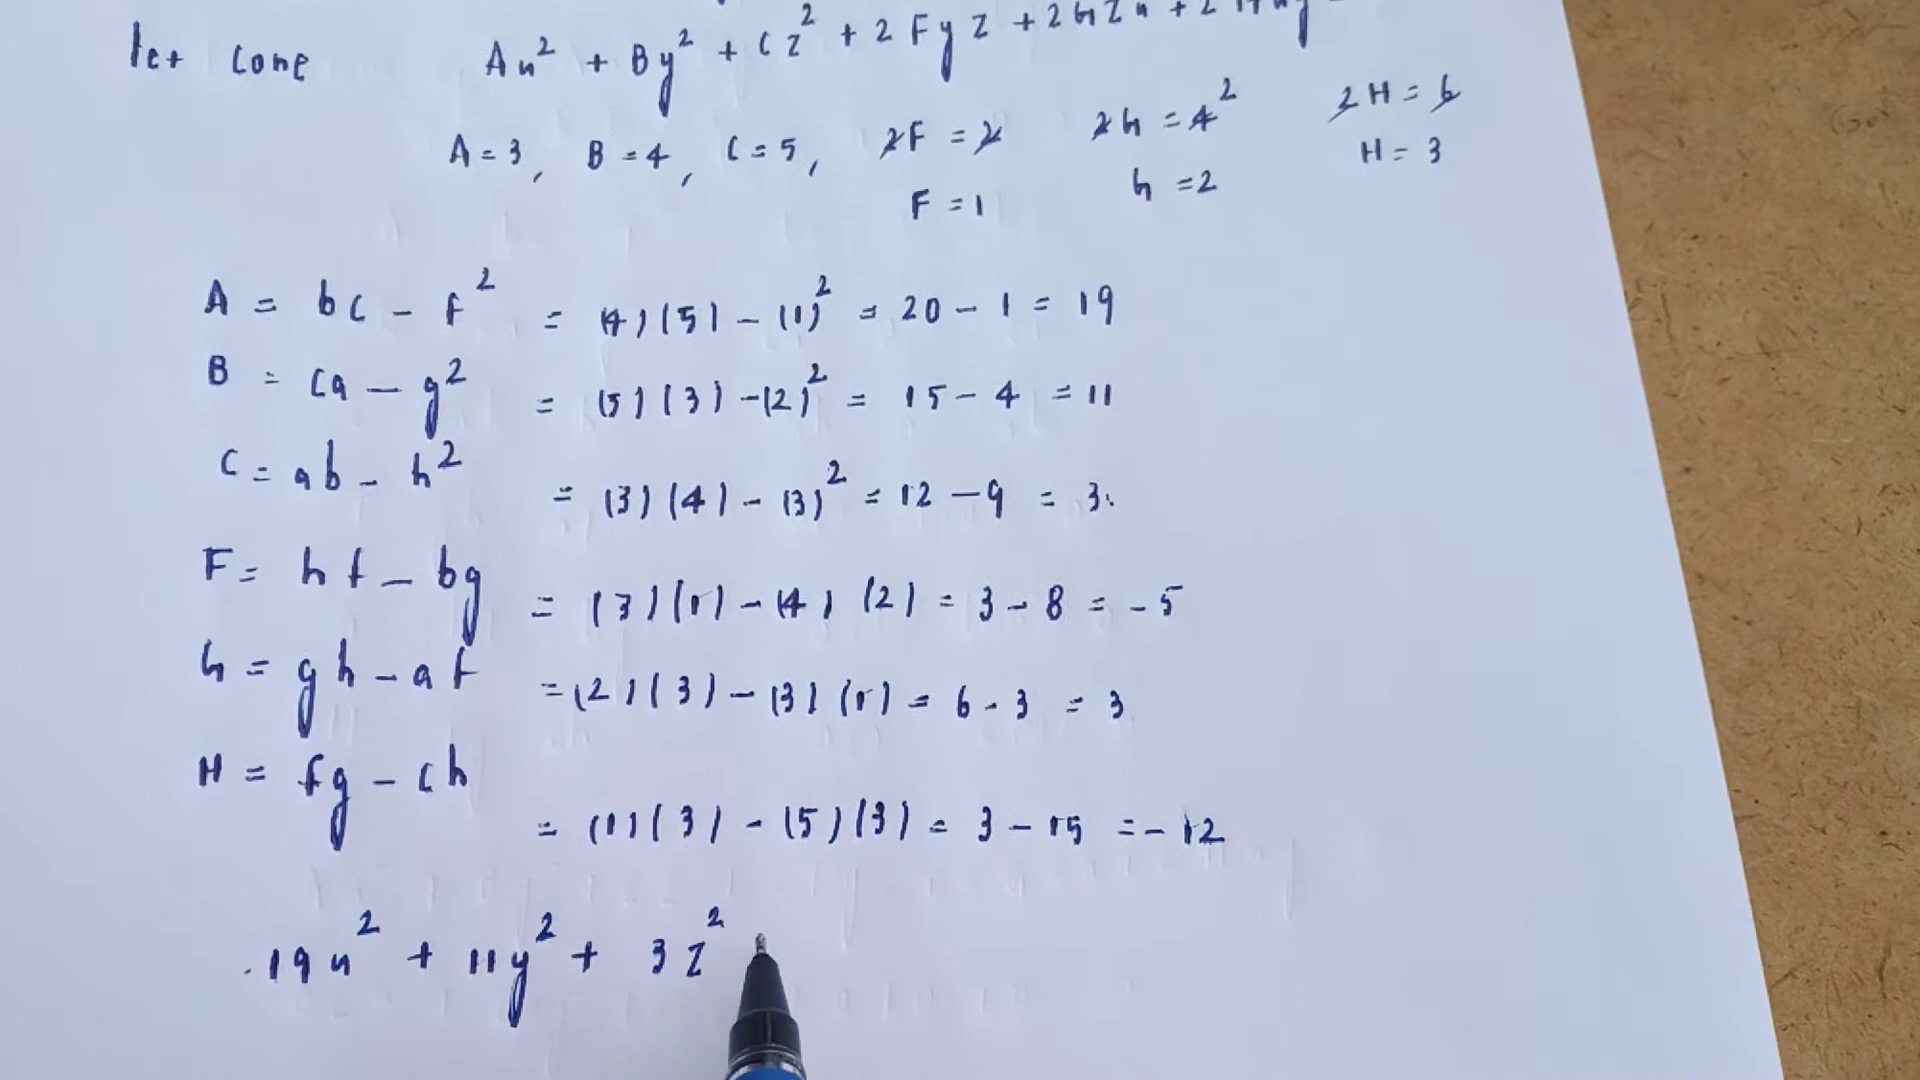 let cone Ax² + By² + Cz² + 2Fyz + 2Gzx + 2Hxy
A = 3, B = 4, C = 5, 2F = 2 2G = 4 2 2H = 6
F = 1 G = 2 H = 3
A = bc - f² = (4)(5) - (1)² = 20 - 1 = 19
B = ca - g² = (5)(3) - (2)² = 15 - 4 = 11
C = ab - h² = (3)(4) - (3)² = 12 - 9 = 3.
F = hf - bg = (3)(1) - (4)(2) = 3 - 8 = -5
G = gh - af = (2)(3) - (3)(1) = 6 - 3 = 3
H = fg - ch = (1)(3) - (5)(3) = 3 - 15 = -12
.19x² + 11y² + 3z²